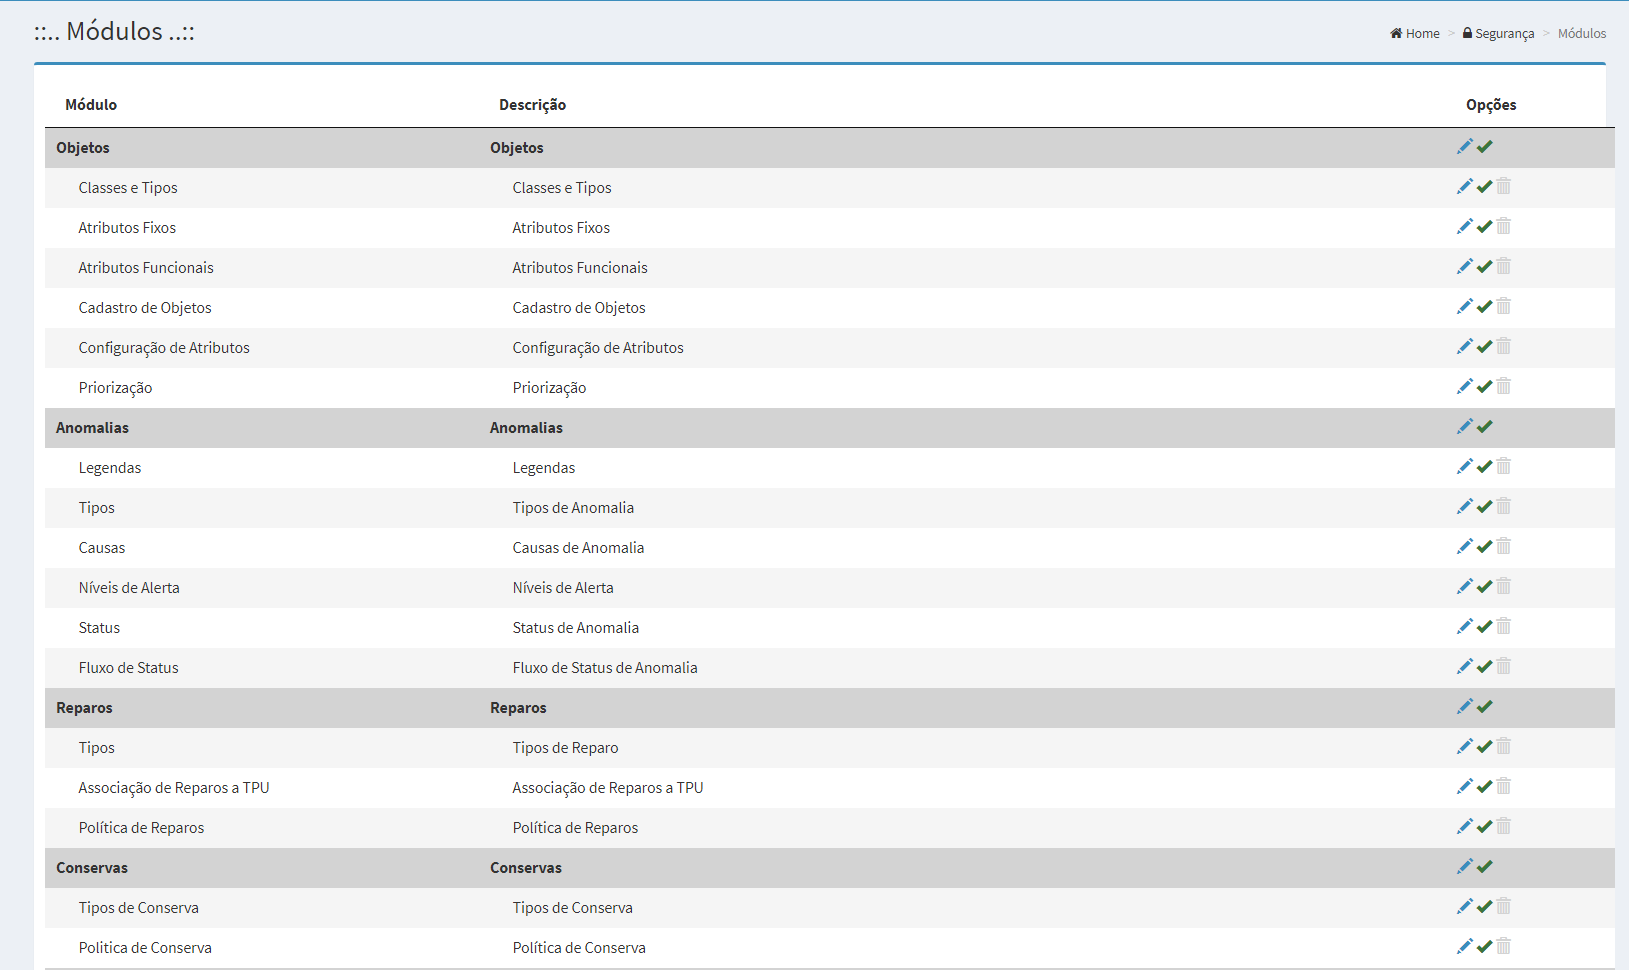 ::.. Módulos ..::
Home > Segurança > Módulos
Módulo Descrição Opções
Objetos Objetos
Classes e Tipos Classes e Tipos
Atributos Fixos Atributos Fixos
Atributos Funcionais Atributos Funcionais
Cadastro de Objetos Cadastro de Objetos
Configuração de Atributos Configuração de Atributos
Priorização Priorização
Anomalias Anomalias
Legendas Legendas
Tipos Tipos de Anomalia
Causas Causas de Anomalia
Níveis de Alerta Níveis de Alerta
Status Status de Anomalia
Fluxo de Status Fluxo de Status de Anomalia
Reparos Reparos
Tipos Tipos de Reparo
Associação de Reparos a TPU Associação de Reparos a TPU
Política de Reparos Política de Reparos
Conservas Conservas
Tipos de Conserva Tipos de Conserva
Politica de Conserva Política de Conserva